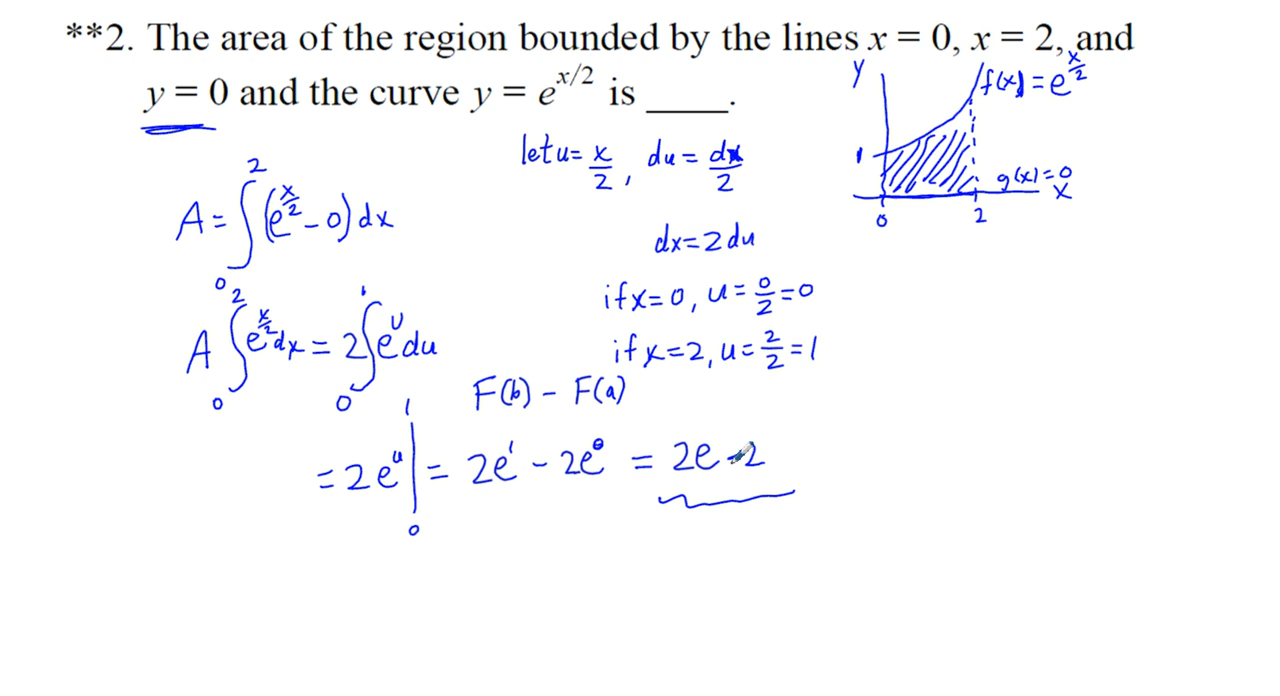 **2. The area of the region bounded by the lines x = 0, x = 2, and
y = 0 and the curve y = e^{x/2} is _____.
y
f(x) = e^{x/2}
1
g(x)=0
x
0
2
let u = x/2, du = dx/2
A = ∫_0^2 (e^{x/2} - 0) dx
dx = 2 du
if x=0, u = 0/2 = 0
A ∫_0^2 e^{x/2} dx = 2 ∫_0^1 e^u du
if x=2, u = 2/2 = 1
F(b) - F(a)
= 2e^u |_0^1 = 2e^1 - 2e^0 = 2e - 2